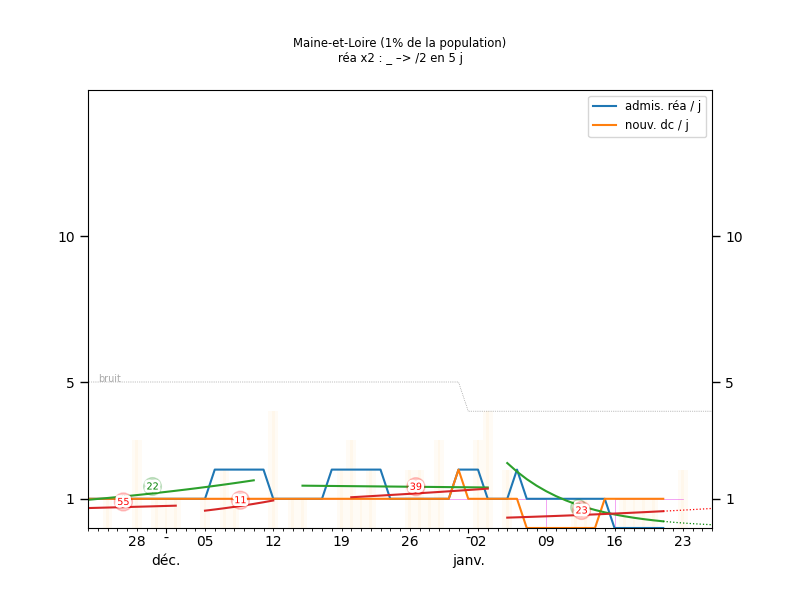 Maine-et-Loire (1% de la population)
réa x2 : _ –> /2 en 5 j
admis. réa / j
nouv. dc / j
10
10
bruit
5
5
22
55
11
39
23
1
1
28
05
12
19
26
02
09
16
23
déc.
janv.